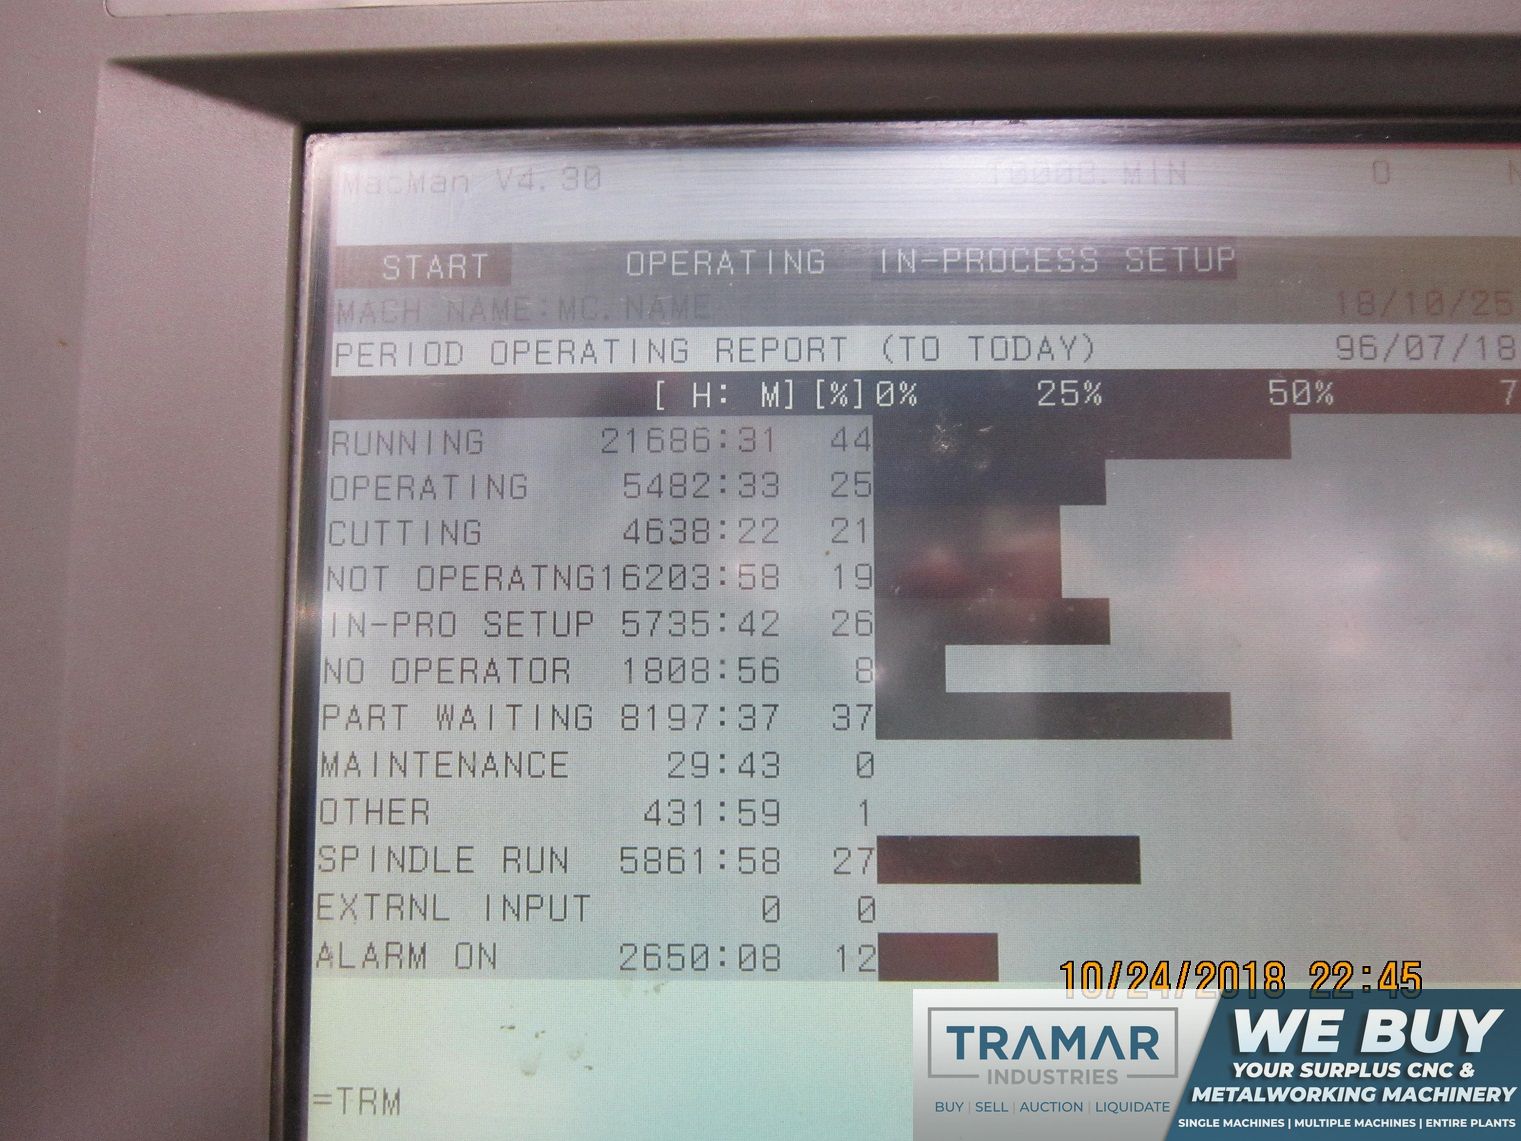 MacMan V4.30 10000.MIN O N
START OPERATING IN-PROCESS SETUP
MACH NAME:MC.NAME 18/10/25
PERIOD OPERATING REPORT (TO TODAY) 96/07/18
[ H: M] [%] 0% 25% 50% 7
RUNNING 21686:31 44
OPERATING 5482:33 25
CUTTING 4638:22 21
NOT OPERATNG16203:58 19
IN-PRO SETUP 5735:42 26
NO OPERATOR 1808:56 8
PART WAITING 8197:37 37
MAINTENANCE 29:43 0
OTHER 431:59 1
SPINDLE RUN 5861:58 27
EXTRNL INPUT 0 0
ALARM ON 2650:08 12
=TRM
10/24/2018 22:45
TRAMAR
INDUSTRIES
BUY | SELL | AUCTION | LIQUIDATE
WE BUY
YOUR SURPLUS CNC &
METALWORKING MACHINERY
SINGLE MACHINES | MULTIPLE MACHINES | ENTIRE PLANTS